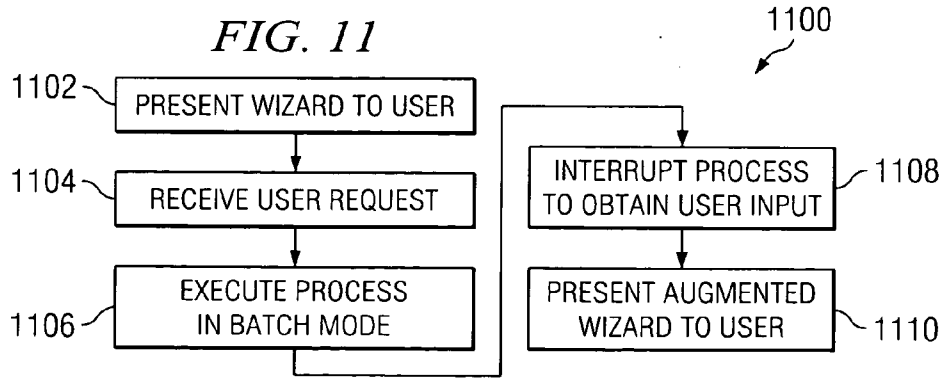 FIG. 11
1100
1102
PRESENT WIZARD TO USER
1104
RECEIVE USER REQUEST
1106
EXECUTE PROCESS
IN BATCH MODE
INTERRUPT PROCESS
TO OBTAIN USER INPUT
1108
PRESENT AUGMENTED
WIZARD TO USER
1110